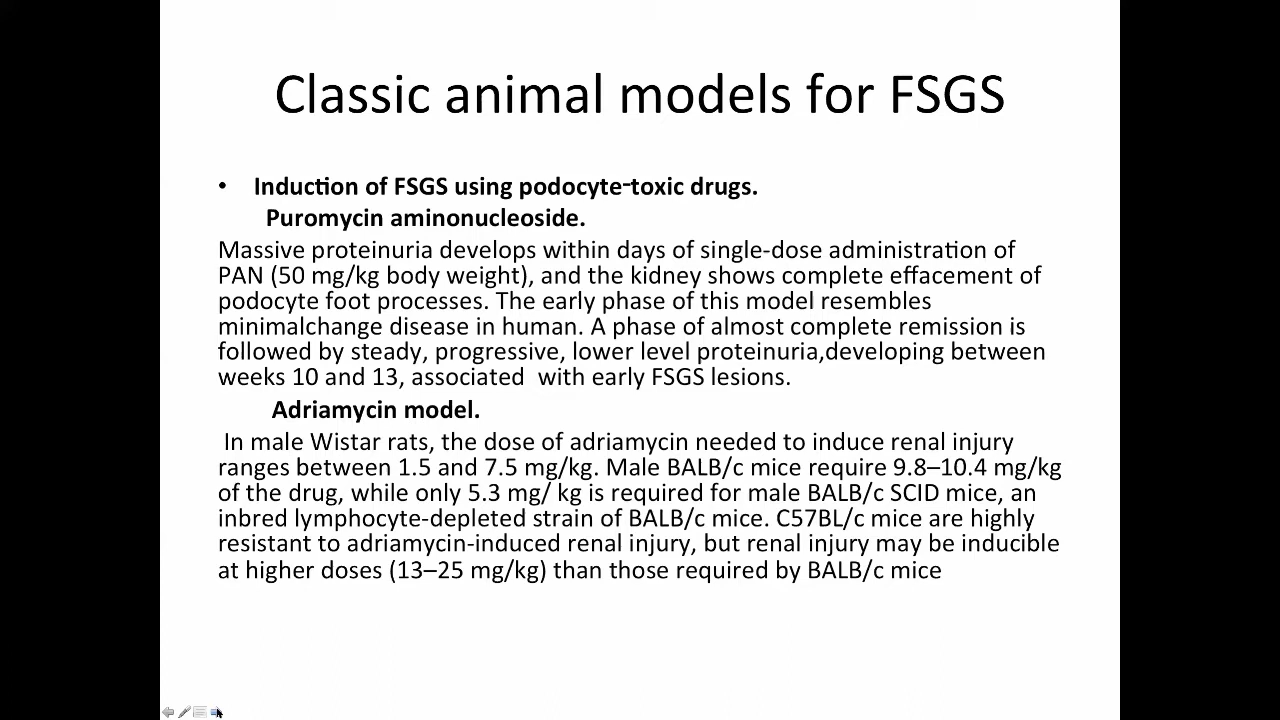 Classic animal models for FSGS
• Induction of FSGS using podocyte-toxic drugs.
Puromycin aminonucleoside.
Massive proteinuria develops within days of single-dose administration of
PAN (50 mg/kg body weight), and the kidney shows complete effacement of
podocyte foot processes. The early phase of this model resembles
minimalchange disease in human. A phase of almost complete remission is
followed by steady, progressive, lower level proteinuria,developing between
weeks 10 and 13, associated  with early FSGS lesions.
Adriamycin model.
In male Wistar rats, the dose of adriamycin needed to induce renal injury
ranges between 1.5 and 7.5 mg/kg. Male BALB/c mice require 9.8–10.4 mg/kg
of the drug, while only 5.3 mg/ kg is required for male BALB/c SCID mice, an
inbred lymphocyte-depleted strain of BALB/c mice. C57BL/c mice are highly
resistant to adriamycin-induced renal injury, but renal injury may be inducible
at higher doses (13–25 mg/kg) than those required by BALB/c mice